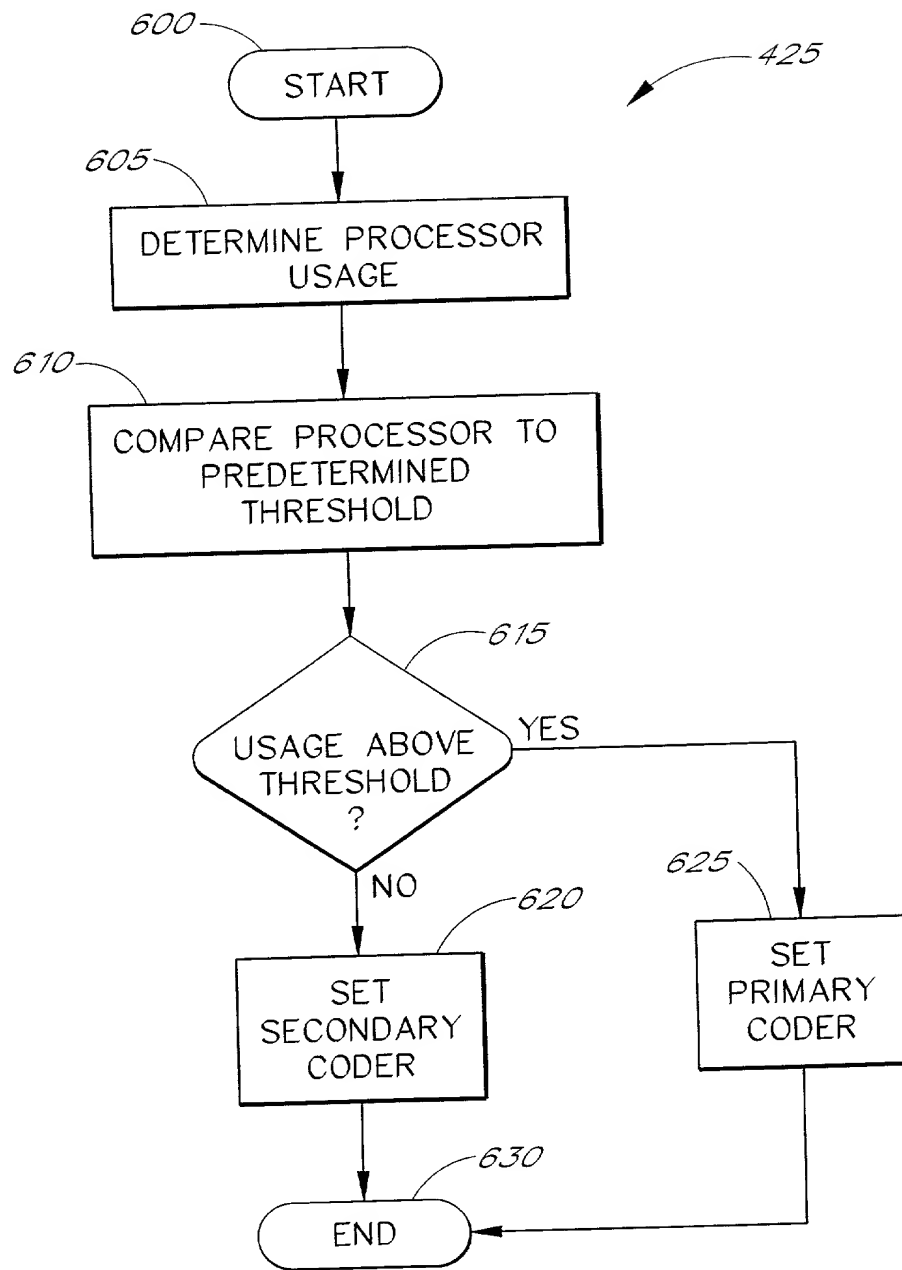 600
START
425
605
DETERMINE PROCESSOR
USAGE
610
COMPARE PROCESSOR TO
PREDETERMINED
THRESHOLD
615
USAGE ABOVE
THRESHOLD
?
YES
NO
620
SET
SECONDARY
CODER
625
SET
PRIMARY
CODER
630
END